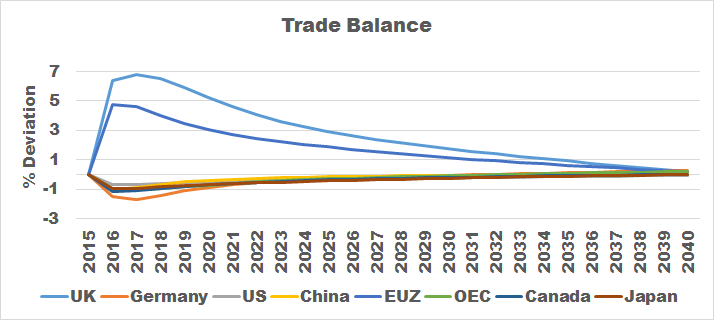 Trade Balance
% Deviation
7
5
3
1
-1
-3
2015 2016 2017 2018 2019 2020 2021 2022 2023 2024 2025 2026 2027 2028 2029 2030 2031 2032 2033 2034 2035 2036 2037 2038 2039 2040
UK Germany US China EUZ OEC Canada Japan